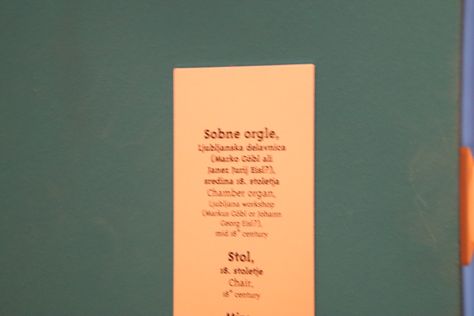 Sobne orgle,
Ljubljanska delavnica
(Marko Göbl ali
Janez Jurij Eisl?),
sredina 18. stoletja
Chamber organ,
Ljubljana workshop
(Markus Göbl or Johann
Georg Eisl?),
mid 18th century
Stol,
18. stoletje
Chair,
18th century